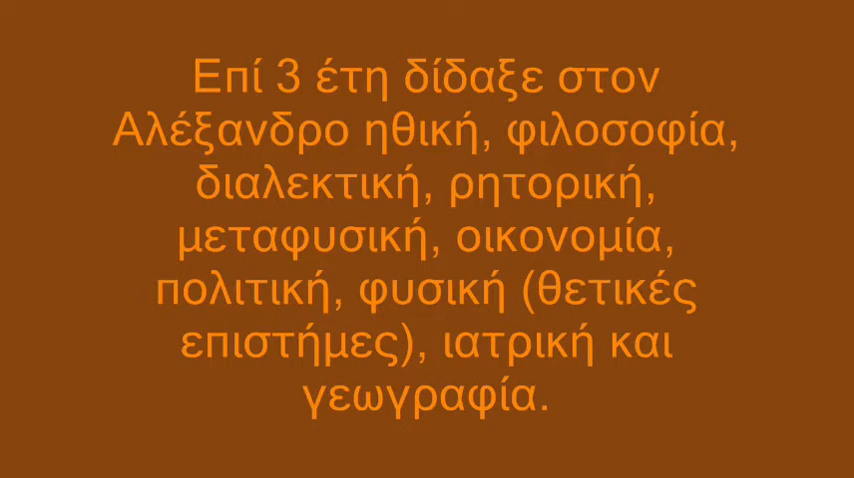 Επί 3 έτη δίδαξε στον
Αλέξανδρο ηθική, φιλοσοφία,
διαλεκτική, ρητορική,
μεταφυσική, οικονομία,
πολιτική, φυσική (θετικές
επιστήμες), ιατρική και
γεωγραφία.